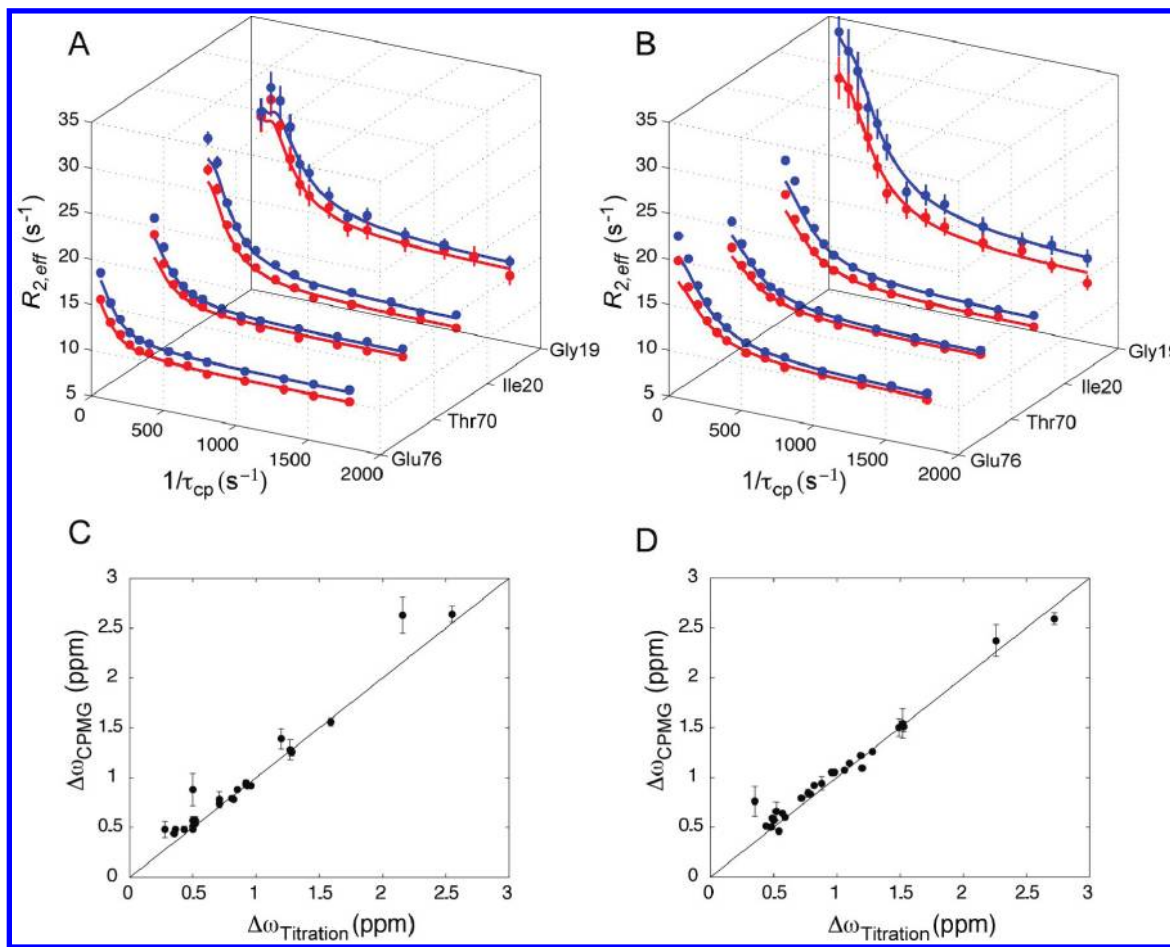 A
B
35
30
25
20
15
10
5
R2,eff (s−1)
0
500
1000
1500
2000
1/τcp (s−1)
Gly19
Ile20
Thr70
Glu76
35
30
25
20
15
10
5
R2,eff (s−1)
0
500
1000
1500
2000
1/τcp (s−1)
Gly19
Ile20
Thr70
Glu76
C
3
2.5
2
1.5
1
0.5
0
ΔωCPMG (ppm)
0 0.5 1 1.5 2 2.5 3
ΔωTitration (ppm)
D
3
2.5
2
1.5
1
0.5
0
ΔωCPMG (ppm)
0 0.5 1 1.5 2 2.5 3
ΔωTitration (ppm)